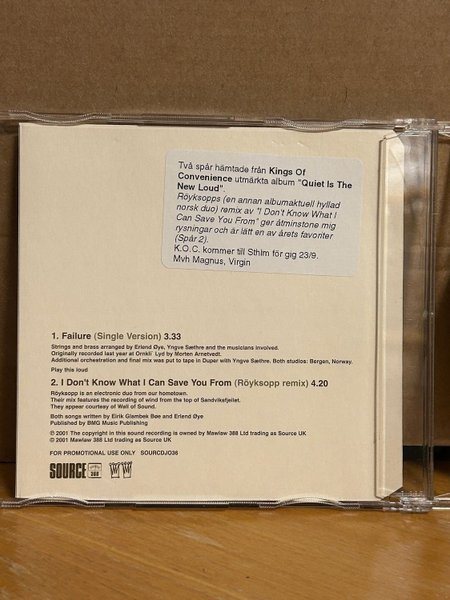 Två spår hämtade från Kings Of
Convenience utmärkta album "Quiet Is The
New Loud".
Röyksopps (en annan albumaktuell hyllad
norsk duo) remix av "I Don't Know What I
Can Save You From" ger åtminstone mig
rysningar och är lätt en av årets favoriter
(Spår 2).
K.O.C. kommer till Sthlm för gig 23/9.
Mvh Magnus, Virgin
1. Failure (Single Version) 3.33
Strings and brass arranged by Erlend Øye, Yngve Sæthre and the musicians involved.
Originally recorded last year at Ornkli Lyd by Morten Arnetvedt.
Additional orchestration and final mix was put to tape in Duper with Yngve Sæthre. Both studios: Bergen, Norway.
Play this loud
2. I Don't Know What I Can Save You From (Röyksopp remix) 4.20
Röyksopp is an electronic duo from our hometown.
Their mix features the recording of wind from the top of Sandviksfjellet.
They appear courtesy of Wall of Sound.
Both songs written by Eirik Glambek Bøe and Erlend Øye
Published by BMG Music Publishing
℗ 2001 The copyright in this sound recording is owned by Mawlaw 388 Ltd trading as Source UK
© 2001 Mawlaw 388 Ltd trading as Source UK
FOR PROMOTIONAL USE ONLY SOURCDJ036
SOURCE 388